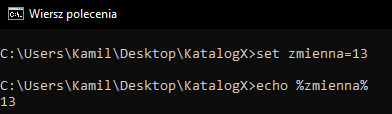 Wiersz polecenia
C:\Users\Kamil\Desktop\KatalogX>set zmienna=13
C:\Users\Kamil\Desktop\KatalogX>echo %zmienna%
13